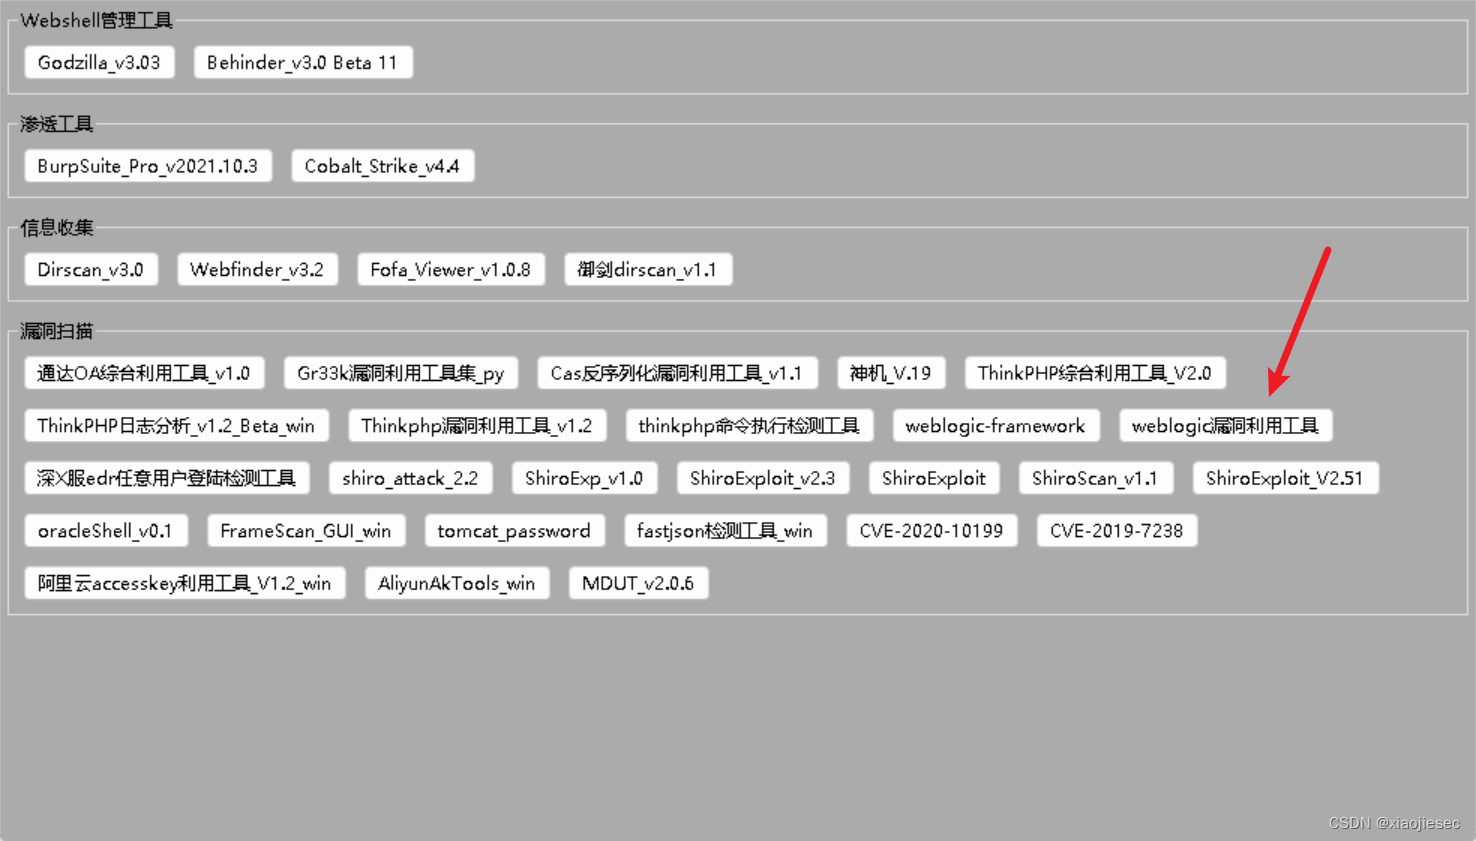 Webshell管理工具
Godzilla_v3.03 Behinder_v3.0 Beta 11
渗透工具
BurpSuite_Pro_v2021.10.3 Cobalt_Strike_v4.4
信息收集
Dirscan_v3.0 Webfinder_v3.2 Fofa_Viewer_v1.0.8 御剑dirscan_v1.1
漏洞扫描
通达OA综合利用工具_v1.0 Gr33k漏洞利用工具集_py Cas反序列化漏洞利用工具_v1.1 神机_V.19 ThinkPHP综合利用工具_V2.0
ThinkPHP日志分析_v1.2_Beta_win Thinkphp漏洞利用工具_v1.2 thinkphp命令执行检测工具 weblogic-framework weblogic漏洞利用工具
深X服edr任意用户登陆检测工具 shiro_attack_2.2 ShiroExp_v1.0 ShiroExploit_v2.3 ShiroExploit ShiroScan_v1.1 ShiroExploit_V2.51
oracleShell_v0.1 FrameScan_GUI_win tomcat_password fastjson检测工具_win CVE-2020-10199 CVE-2019-7238
阿里云accesskey利用工具_V1.2_win AliyunAkTools_win MDUT_v2.0.6
CSDN @xiaojiesec